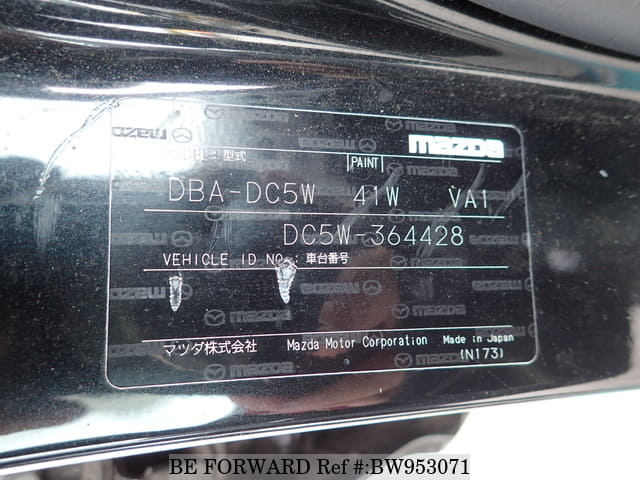 mazda
MODEL : 型式
PAINT
DBA-DC5W 41W VA1
DC5W-364428
VEHICLE ID NO. : 車台番号
マツダ株式会社 Mazda Motor Corporation Made in Japan
(N173)
BE FORWARD Ref #:BW953071